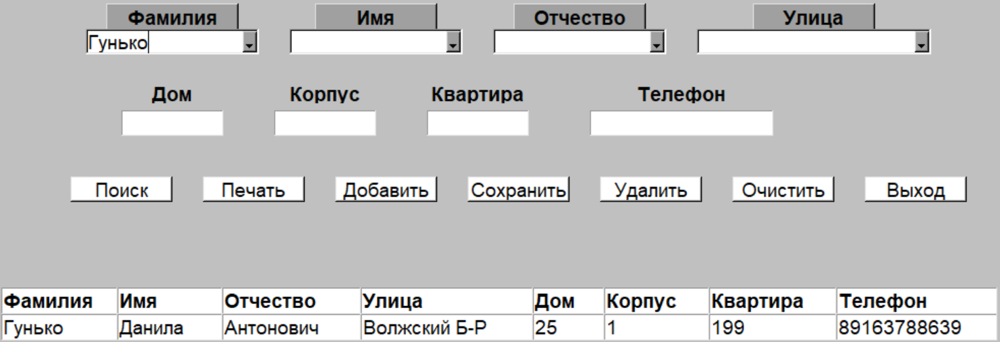 Фамилия Имя Отчество Улица
Гунько
Дом Корпус Квартира Телефон
Поиск Печать Добавить Сохранить Удалить Очистить Выход
Фамилия Имя Отчество Улица Дом Корпус Квартира Телефон
Гунько Данила Антонович Волжский Б-Р 25 1 199 89163788639